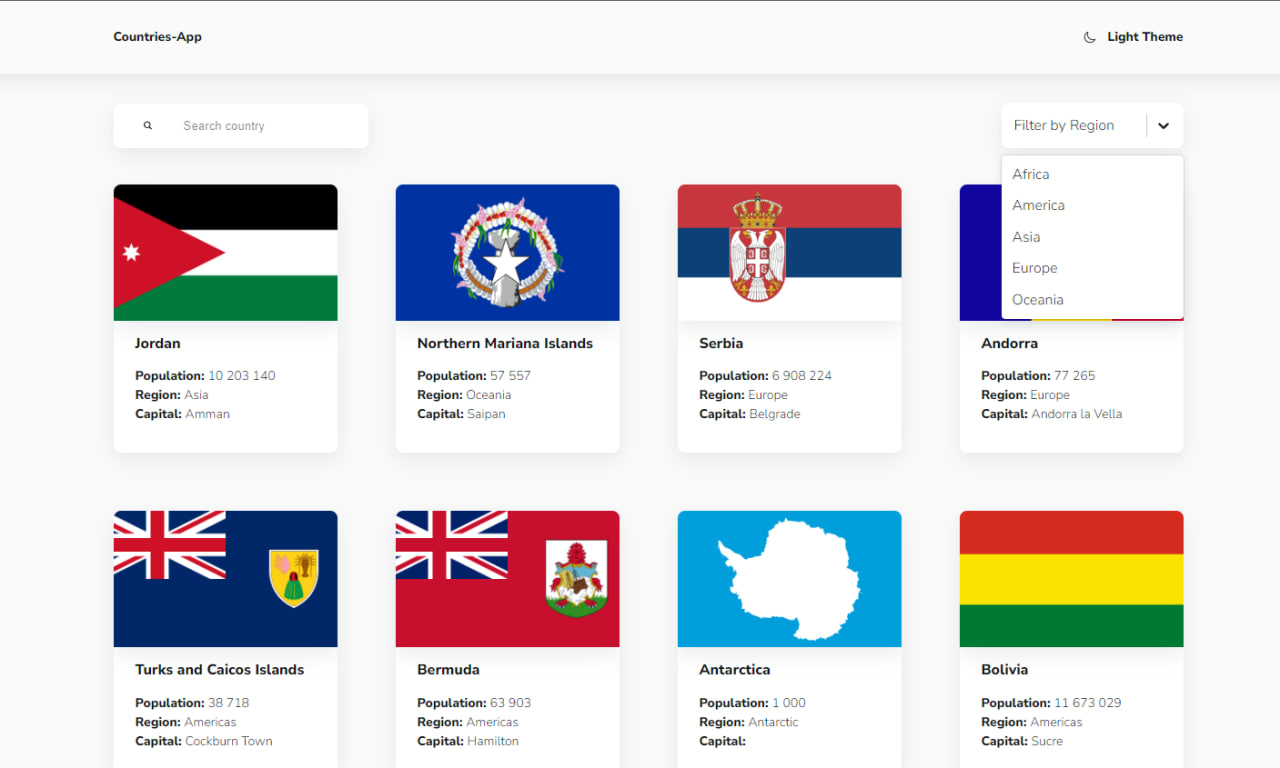 Countries-App
Light Theme
Search country
Filter by Region
Africa
America
Asia
Europe
Oceania
Jordan
Population: 10 203 140
Region: Asia
Capital: Amman
Northern Mariana Islands
Population: 57 557
Region: Oceania
Capital: Saipan
Serbia
Population: 6 908 224
Region: Europe
Capital: Belgrade
Andorra
Population: 77 265
Region: Europe
Capital: Andorra la Vella
Turks and Caicos Islands
Population: 38 718
Region: Americas
Capital: Cockburn Town
Bermuda
Population: 63 903
Region: Americas
Capital: Hamilton
Antarctica
Population: 1 000
Region: Antarctic
Capital:
Bolivia
Population: 11 673 029
Region: Americas
Capital: Sucre